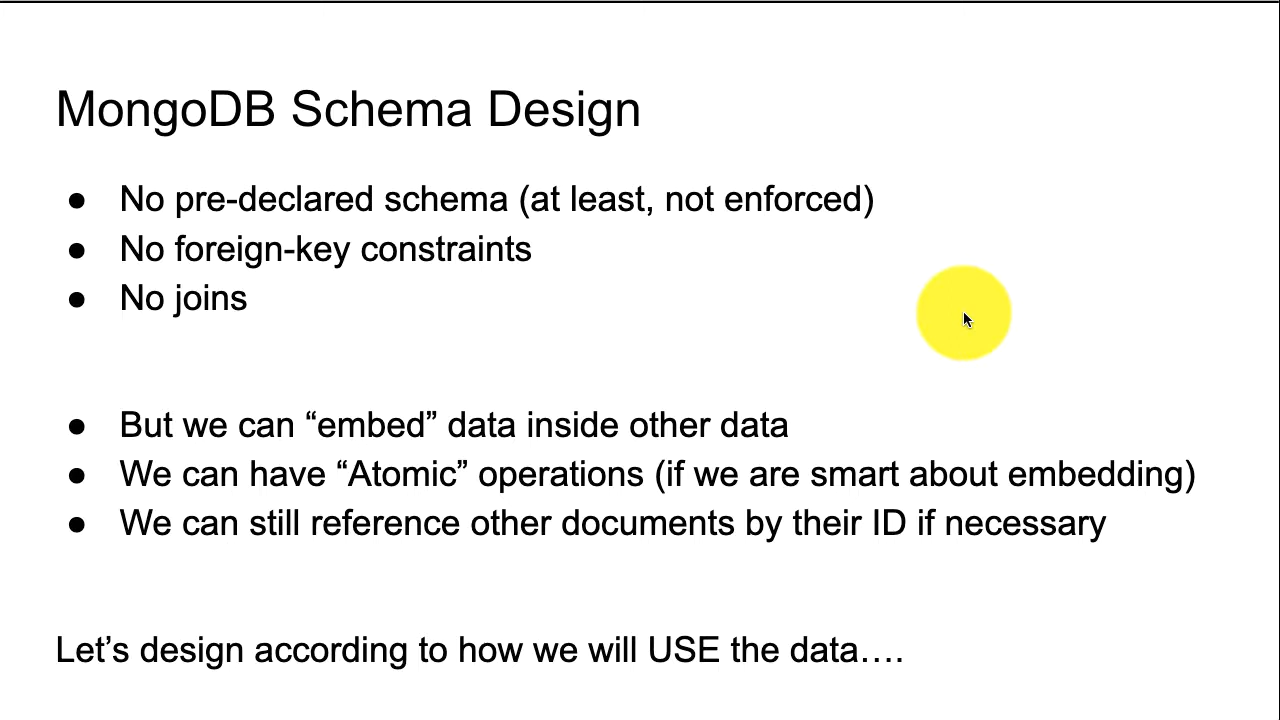 MongoDB Schema Design
● No pre-declared schema (at least, not enforced)
● No foreign-key constraints
● No joins
● But we can “embed” data inside other data
● We can have “Atomic” operations (if we are smart about embedding)
● We can still reference other documents by their ID if necessary
Let’s design according to how we will USE the data….